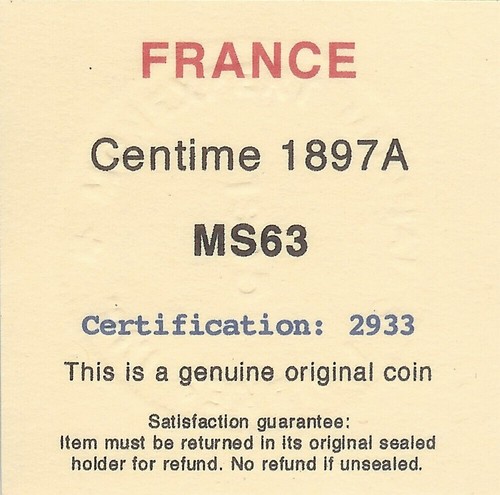 FRANCE
Centime 1897A
MS63
Certification: 2933
This is a genuine original coin
Satisfaction guarantee:
Item must be returned in its original sealed
holder for refund. No refund if unsealed.